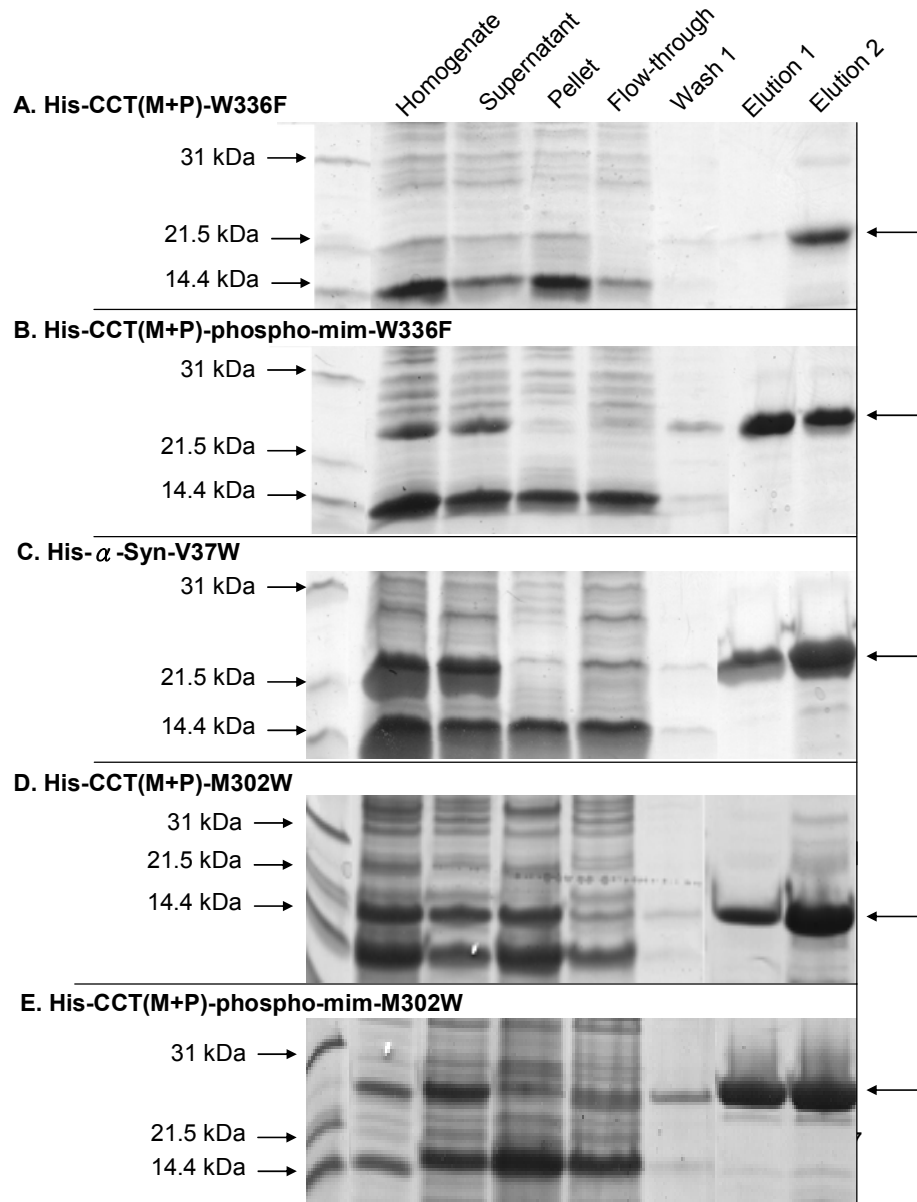 Homogenate
Supernatant
Pellet
Flow-through
Wash 1
Elution 1
Elution 2
A. His-CCT(M+P)-W336F
31 kDa
21.5 kDa
14.4 kDa
B. His-CCT(M+P)-phospho-mim-W336F
31 kDa
21.5 kDa
14.4 kDa
C. His-α-Syn-V37W
31 kDa
21.5 kDa
14.4 kDa
D. His-CCT(M+P)-M302W
31 kDa
21.5 kDa
14.4 kDa
E. His-CCT(M+P)-phospho-mim-M302W
31 kDa
21.5 kDa
14.4 kDa